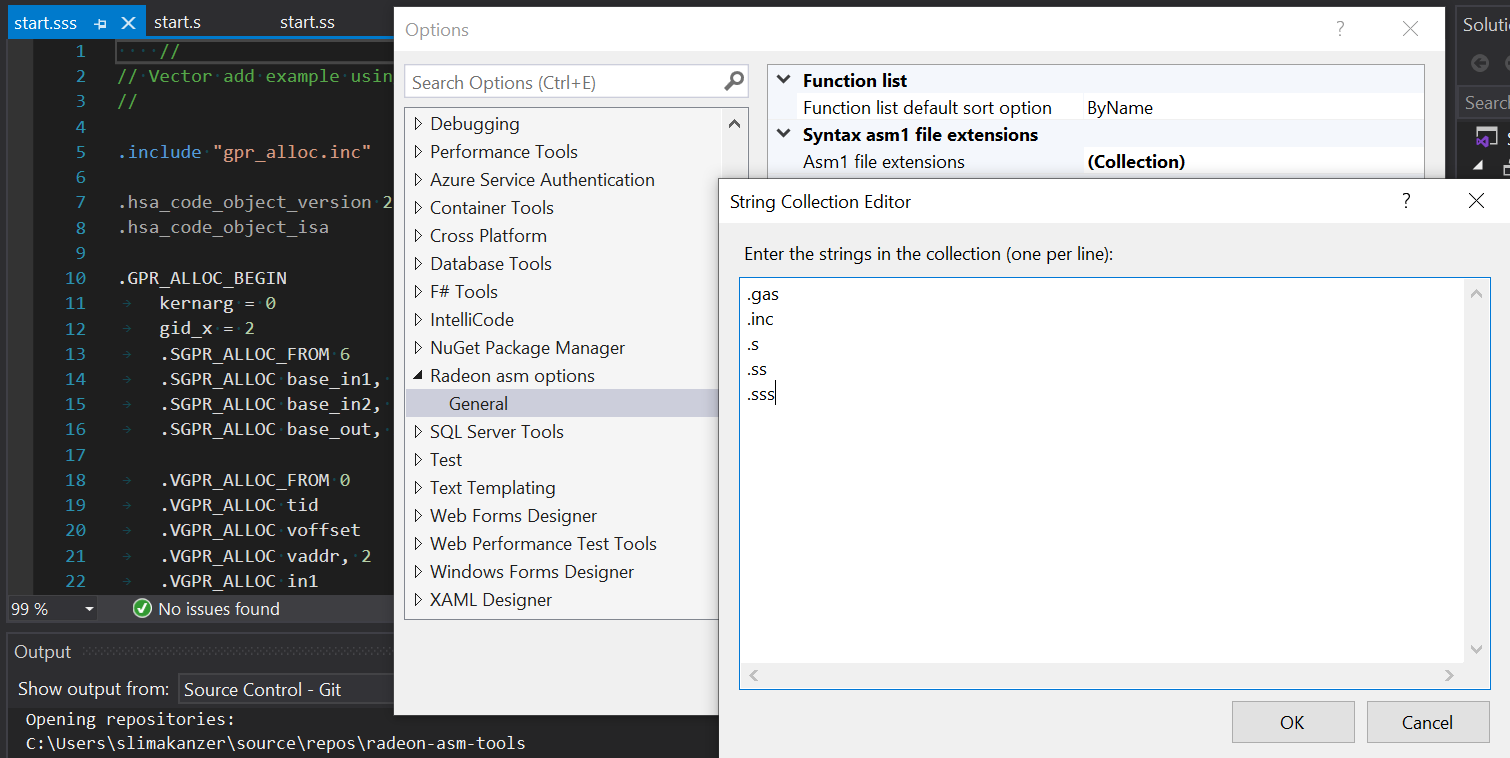 start.sss
start.s
start.ss
1 //
2 // Vector add example usin
3 //
4
5 .include "gpr_alloc.inc"
6
7 .hsa_code_object_version 2
8 .hsa_code_object_isa
9
10 .GPR_ALLOC_BEGIN
11 kernarg = 0
12 gid_x = 2
13 .SGPR_ALLOC_FROM 6
14 .SGPR_ALLOC base_in1,
15 .SGPR_ALLOC base_in2,
16 .SGPR_ALLOC base_out,
17
18 .VGPR_ALLOC_FROM 0
19 .VGPR_ALLOC tid
20 .VGPR_ALLOC voffset
21 .VGPR_ALLOC vaddr, 2
22 .VGPR_ALLOC in1
99 %
No issues found
Output
Show output from: Source Control - Git
Opening repositories:
C:\Users\slimakanzer\source\repos\radeon-asm-tools
Options
?
Search Options (Ctrl+E)
Debugging
Performance Tools
Azure Service Authentication
Container Tools
Cross Platform
Database Tools
F# Tools
IntelliCode
NuGet Package Manager
Radeon asm options
General
SQL Server Tools
Test
Text Templating
Web Forms Designer
Web Performance Test Tools
Windows Forms Designer
XAML Designer
Function list
Function list default sort option ByName
Syntax asm1 file extensions
Asm1 file extensions (Collection)
String Collection Editor
?
Enter the strings in the collection (one per line):
.gas
.inc
.s
.ss
.sss
OK
Cancel
Soluti
Search